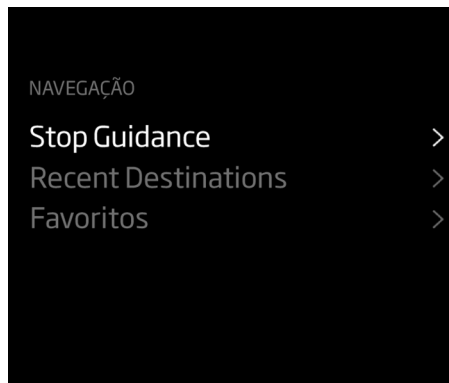 NAVEGAÇÃO
Stop Guidance
Recent Destinations
Favoritos